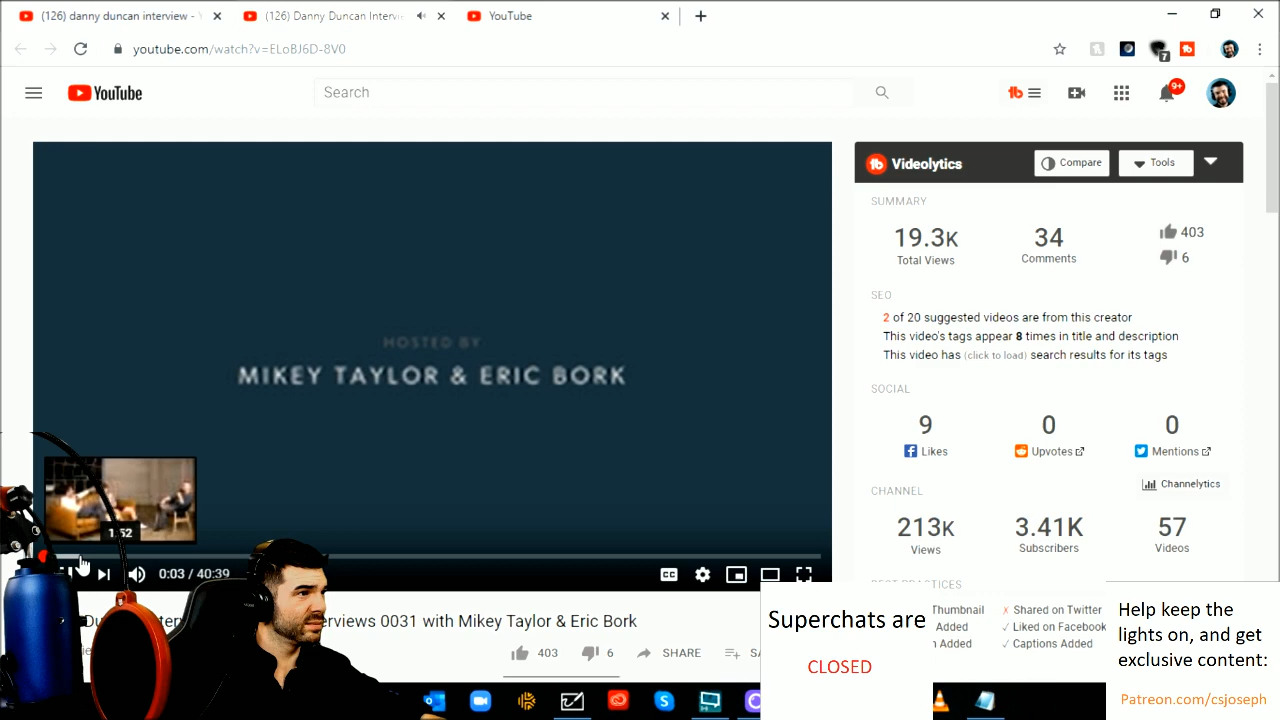 (126) danny duncan interview -
(126) Danny Duncan Interv
YouTube
youtube.com/watch?v=ELoBJ6D-8V0
7
YouTube
Search
9+
HOSTED BY
MIKEY TAYLOR & ERIC BORK
1:52
0:03 / 40:39
CC
terviews 0031 with Mikey Taylor & Eric Bork
403
6
SHARE
Videolytics
Compare
Tools
SUMMARY
19.3K
Total Views
34
Comments
403
6
SEO
2 of 20 suggested videos are from this creator
This video's tags appear 8 times in title and description
This video has (click to load) search results for its tags
SOCIAL
9
Likes
0
Upvotes
0
Mentions
Channelytics
CHANNEL
213K
Views
3.41K
Subscribers
57
Videos
BEST PRACTICES
Thumbnail
Added
Added
✗ Shared on Twitter
✓ Liked on Facebook
✓ Captions Added
Superchats are
CLOSED
Help keep the
lights on, and get
exclusive content:
Patreon.com/csjoseph